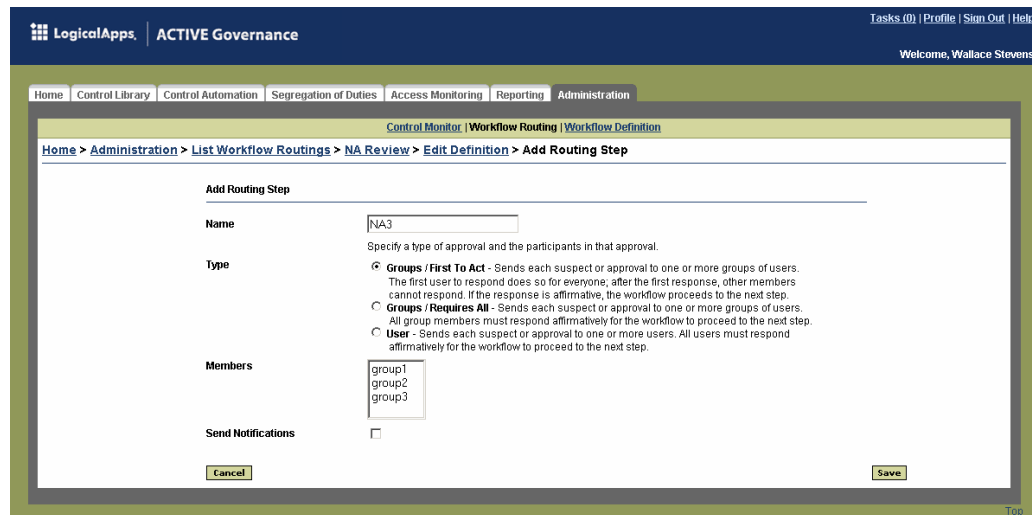 Tasks (0) | Profile | Sign Out | Help
LogicalApps. ACTIVE Governance
Welcome, Wallace Stevens
Home Control Library Control Automation Segregation of Duties Access Monitoring Reporting Administration
Control Monitor | Workflow Routing | Workflow Definition
Home > Administration > List Workflow Routings > NA Review > Edit Definition > Add Routing Step
Add Routing Step
Name NA3
Specify a type of approval and the participants in that approval.
Type Groups / First To Act - Sends each suspect or approval to one or more groups of users.
The first user to respond does so for everyone; after the first response, other members
cannot respond. If the response is affirmative, the workflow proceeds to the next step.
Groups / Requires All - Sends each suspect or approval to one or more groups of users.
All group members must respond affirmatively for the workflow to proceed to the next step.
User - Sends each suspect or approval to one or more users. All users must respond
affirmatively for the workflow to proceed to the next step.
Members group1
group2
group3
Send Notifications
Cancel Save
Top